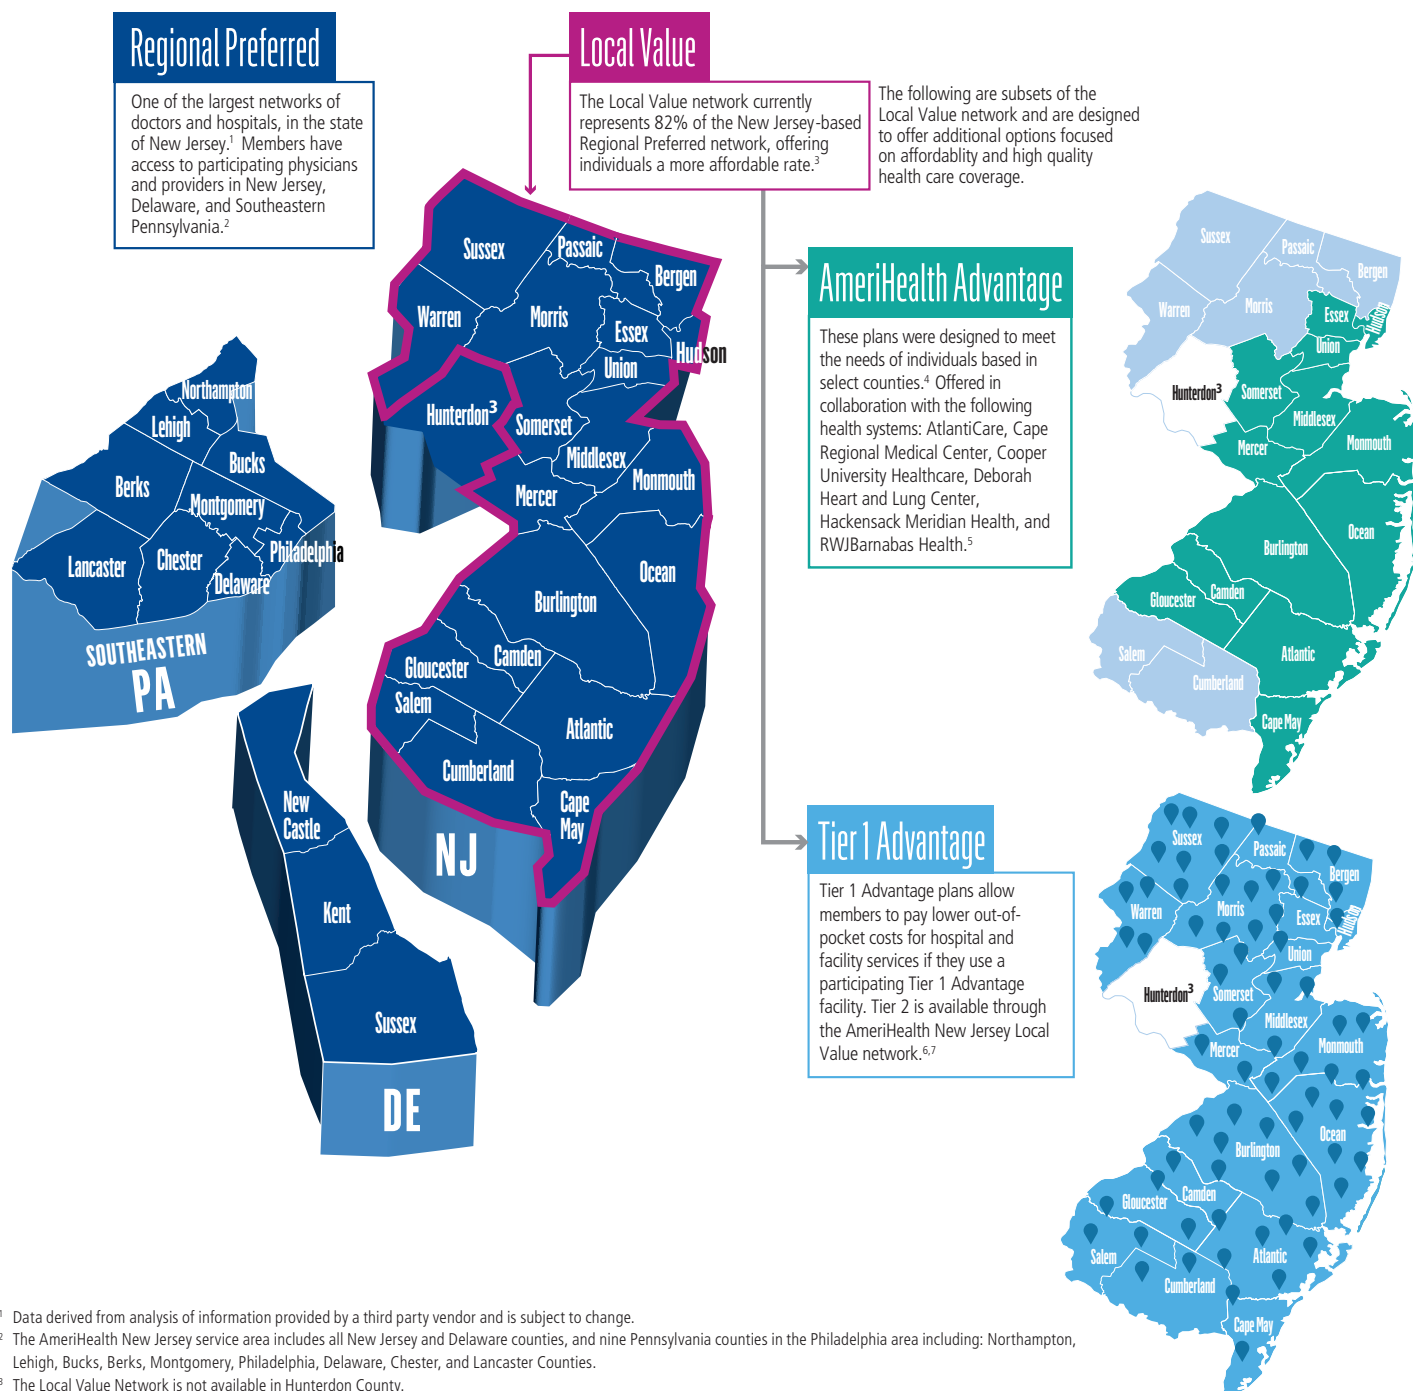 Regional Preferred
One of the largest networks of
doctors and hospitals, in the state
of New Jersey.¹ Members have
access to participating physicians
and providers in New Jersey,
Delaware, and Southeastern
Pennsylvania.²
Local Value
The Local Value network currently
represents 82% of the New Jersey-based
Regional Preferred network, offering
individuals a more affordable rate.³
The following are subsets of the
Local Value network and are designed
to offer additional options focused
on affordablity and high quality
health care coverage.
Northampton
Lehigh
Bucks
Berks
Montgomery
Philadelphia
Lancaster
Chester
Delaware
SOUTHEASTERN
PA
New
Castle
Kent
Sussex
DE
Sussex
Passaic
Bergen
Warren
Morris
Essex
Hudson
Union
Hunterdon³
Somerset
Middlesex
Monmouth
Mercer
Ocean
Burlington
Camden
Gloucester
Salem
Atlantic
Cumberland
Cape
May
NJ
AmeriHealth Advantage
These plans were designed to meet
the needs of individuals based in
select counties.⁴ Offered in
collaboration with the following
health systems: AtlantiCare, Cape
Regional Medical Center, Cooper
University Healthcare, Deborah
Heart and Lung Center,
Hackensack Meridian Health, and
RWJBarnabas Health.⁵
Sussex
Passaic
Bergen
Warren
Morris
Essex
Hudson
Union
Hunterdon³
Somerset
Middlesex
Monmouth
Mercer
Ocean
Burlington
Camden
Gloucester
Salem
Atlantic
Cumberland
Cape May
Tier 1 Advantage
Tier 1 Advantage plans allow
members to pay lower out-of-
pocket costs for hospital and
facility services if they use a
participating Tier 1 Advantage
facility. Tier 2 is available through
the AmeriHealth New Jersey Local
Value network.⁶,⁷
Sussex
Passaic
Bergen
Warren
Morris
Essex
Hudson
Union
Hunterdon³
Somerset
Middlesex
Monmouth
Mercer
Ocean
Burlington
Camden
Gloucester
Salem
Atlantic
Cumberland
Cape May
¹ Data derived from analysis of information provided by a third party vendor and is subject to change.
² The AmeriHealth New Jersey service area includes all New Jersey and Delaware counties, and nine Pennsylvania counties in the Philadelphia area including: Northampton,
Lehigh, Bucks, Berks, Montgomery, Philadelphia, Delaware, Chester, and Lancaster Counties.
³ The Local Value Network is not available in Hunterdon County.